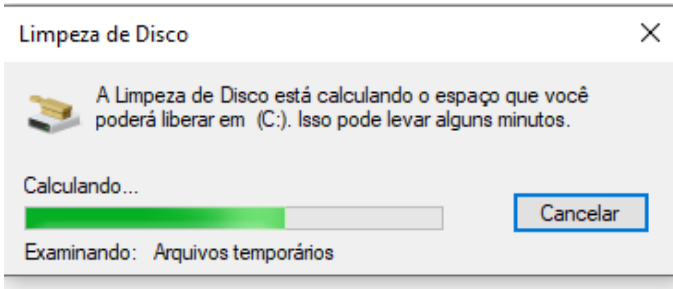 Limpeza de Disco
A Limpeza de Disco está calculando o espaço que você
poderá liberar em  (C:). Isso pode levar alguns minutos.
Calculando...
Cancelar
Examinando:   Arquivos temporários